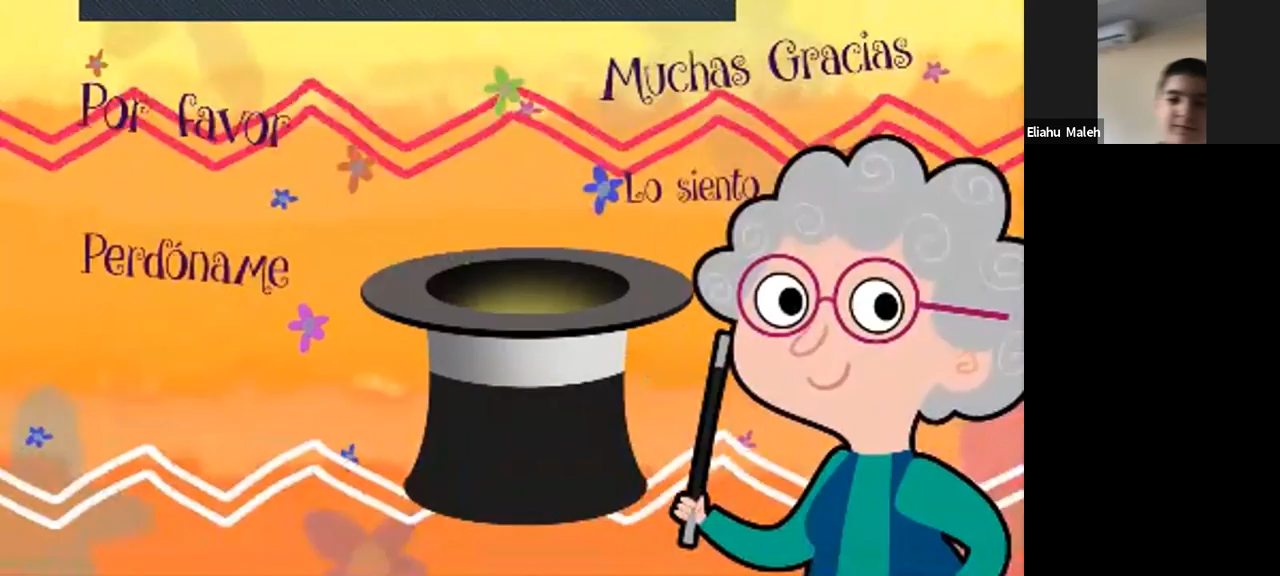 Muchas Gracias
Por favor
Lo siento
Perdóname
Eliahu Maleh